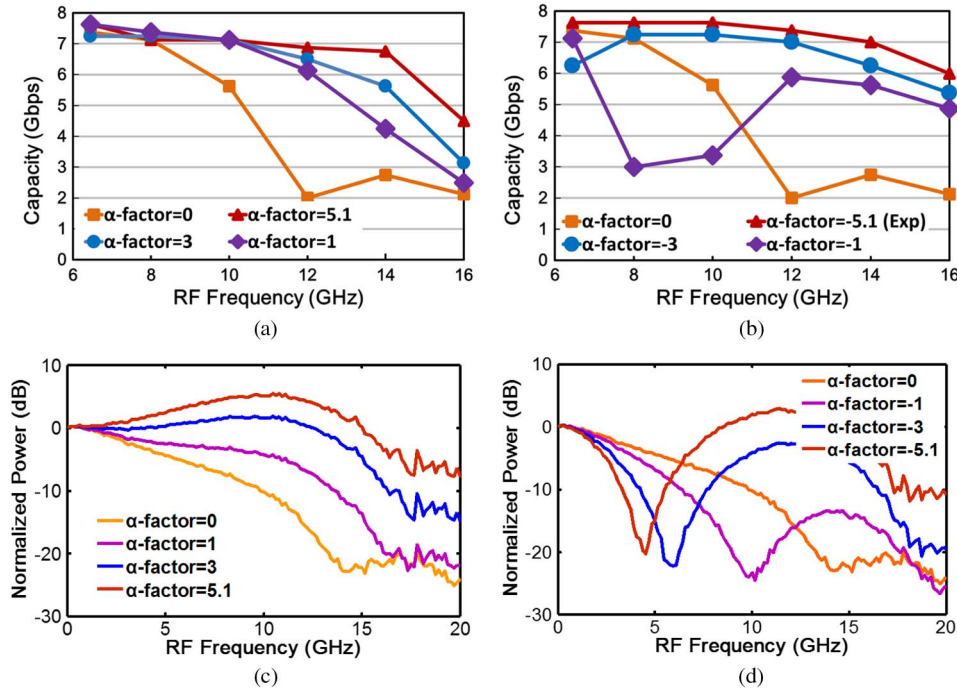 8
7
6
5
4
3
2
1
0
Capacity (Gbps)
α-factor=0
α-factor=5.1
α-factor=3
α-factor=1
6
8
10
12
14
16
RF Frequency (GHz)
(a)
8
7
6
5
4
3
2
1
0
Capacity (Gbps)
α-factor=0
α-factor=-5.1 (Exp)
α-factor=-3
α-factor=-1
6
8
10
12
14
16
RF Frequency (GHz)
(b)
10
0
-10
-20
-30
Normalized Power (dB)
α-factor=0
α-factor=1
α-factor=3
α-factor=5.1
0
5
10
15
20
RF Frequency (GHz)
(c)
10
0
-10
-20
-30
Normalized Power (dB)
α-factor=0
α-factor=-1
α-factor=-3
α-factor=-5.1
0
5
10
15
20
RF Frequency (GHz)
(d)